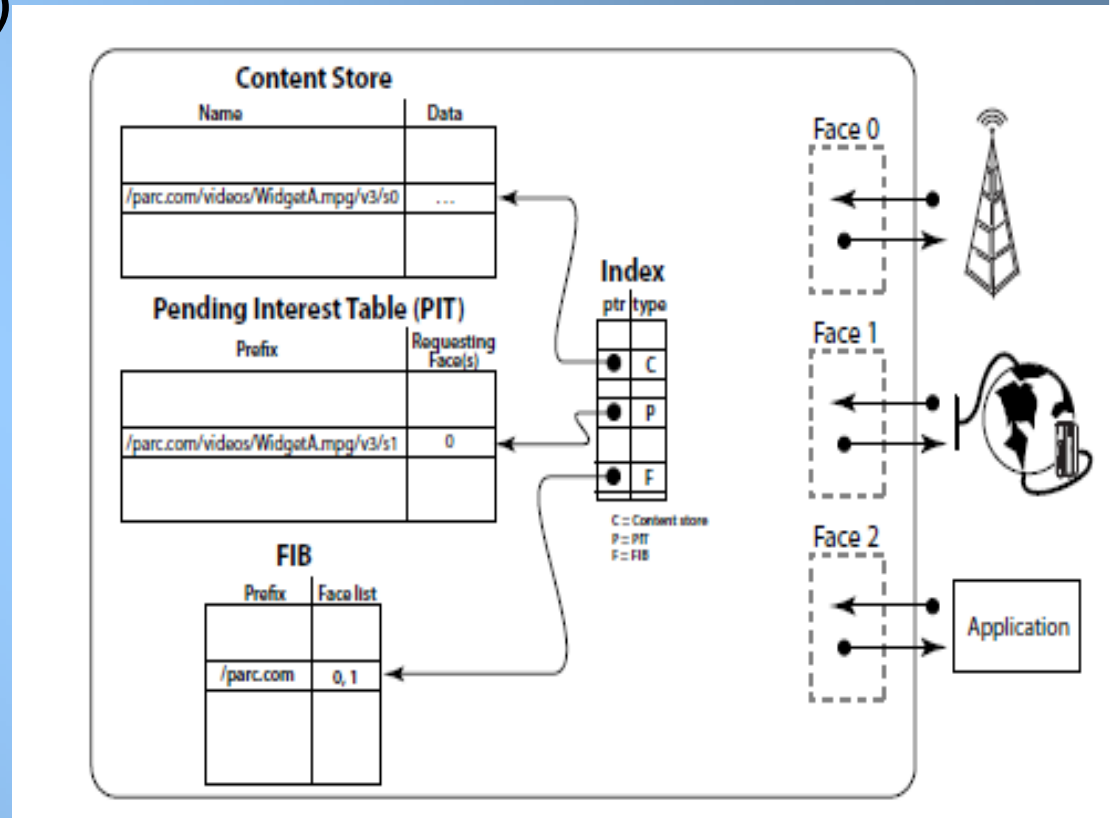 )
Content Store
Name Data
/parc.com/videos/WidgetA.mpg/v3/s0 ...
Pending Interest Table (PIT)
Prefix Requesting
Face(s)
/parc.com/videos/WidgetA.mpg/v3/s1 0
FIB
Prefix Face list
/parc.com 0, 1
Index
ptr type
C
P
F
C = Content store
P = PIT
F = FIB
Face 0
Face 1
Face 2
Application